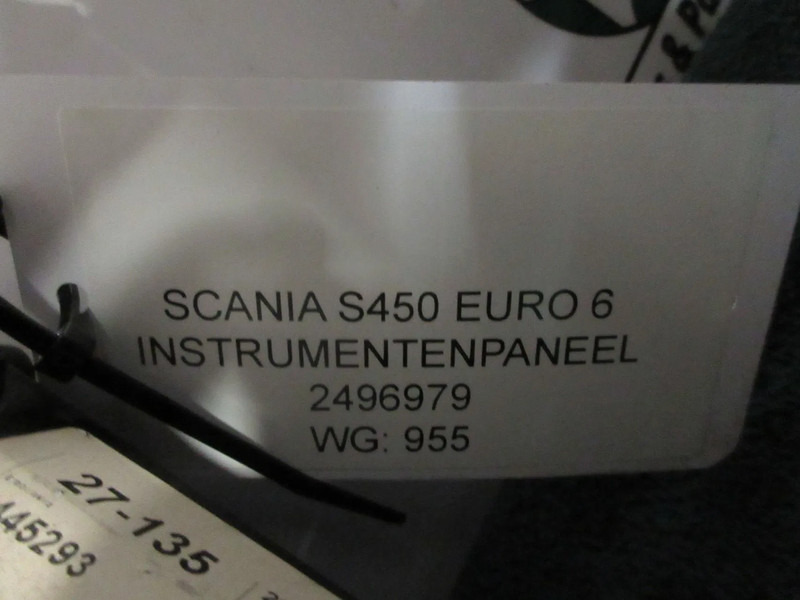 & P
SCANIA S450 EURO 6
INSTRUMENTENPANEEL
2496979
WG: 955
27-135
445293